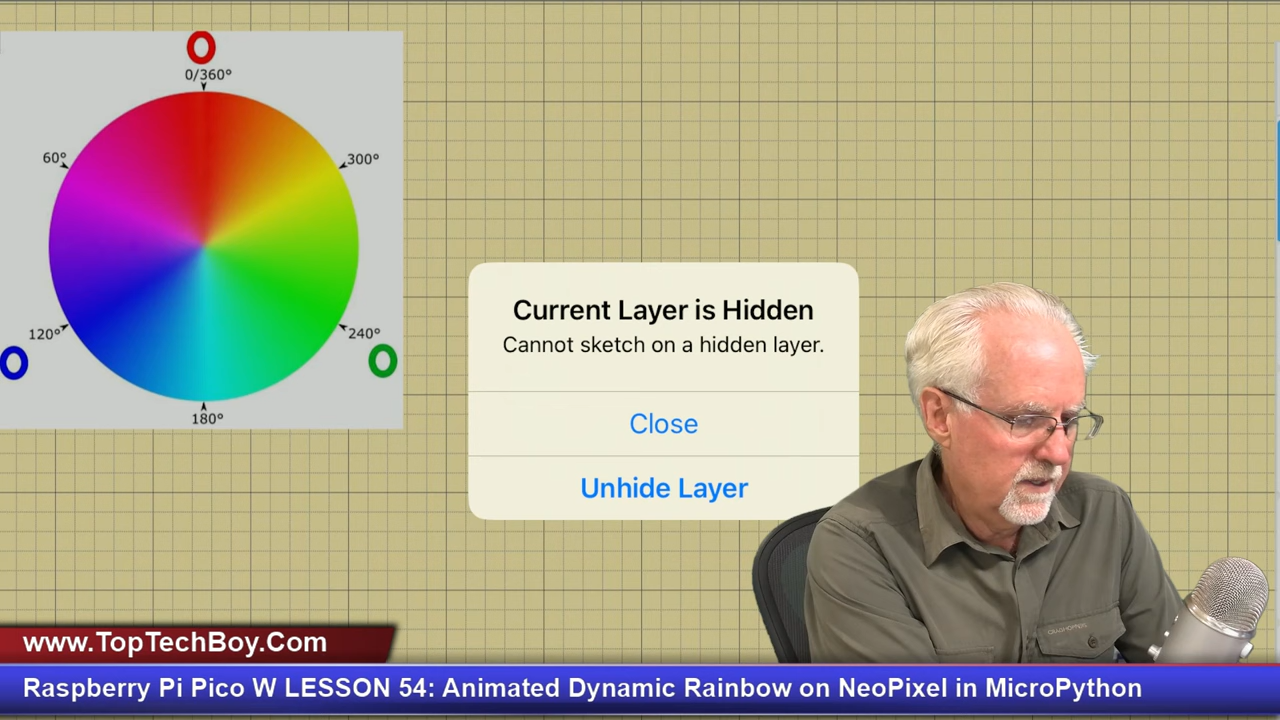 0/360°
60°
300°
120°
240°
180°
Current Layer is Hidden
Cannot sketch on a hidden layer.
Close
Unhide Layer
www.TopTechBoy.Com
Raspberry Pi Pico W LESSON 54: Animated Dynamic Rainbow on NeoPixel in MicroPython